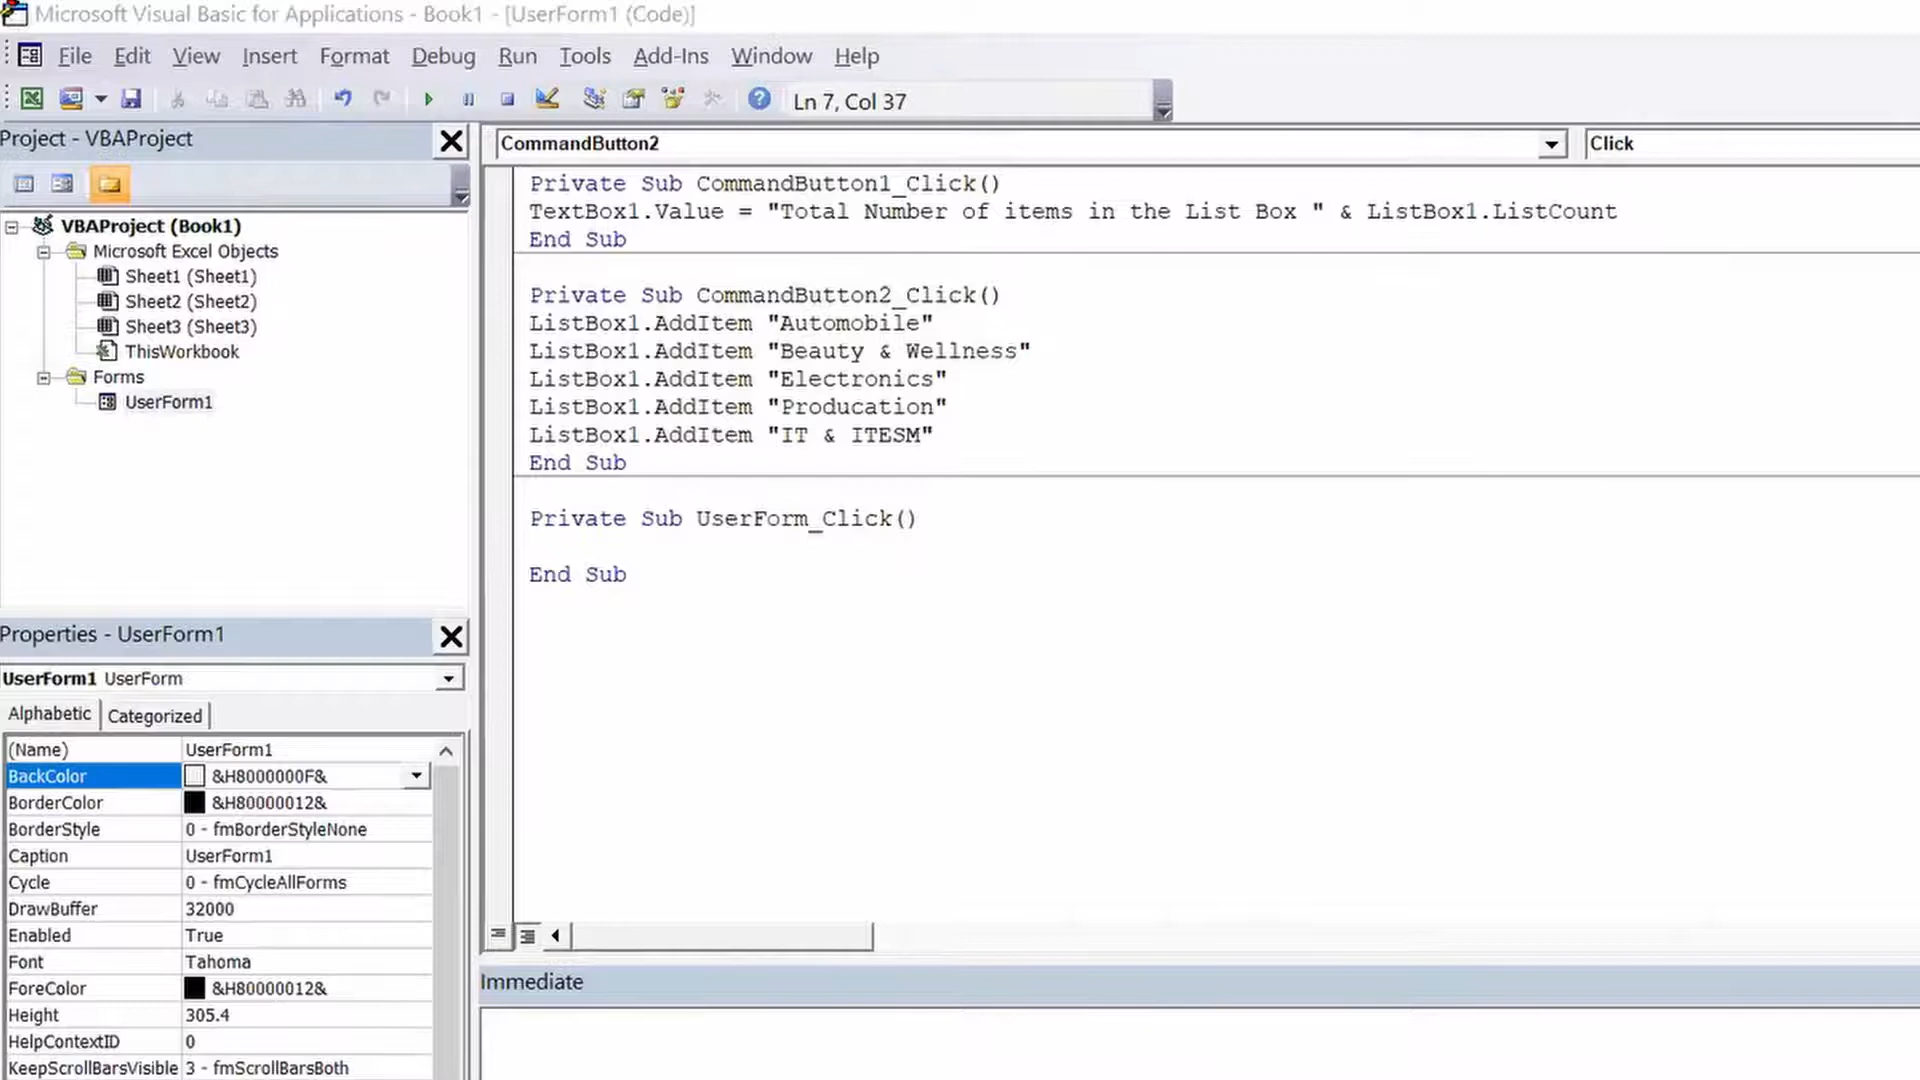 Microsoft Visual Basic for Applications - Book1 - [UserForm1 (Code)]
File Edit View Insert Format Debug Run Tools Add-Ins Window Help
Ln 7, Col 37
Project - VBAProject
CommandButton2
Click
VBAProject (Book1)
Microsoft Excel Objects
Sheet1 (Sheet1)
Sheet2 (Sheet2)
Sheet3 (Sheet3)
ThisWorkbook
Forms
UserForm1
Private Sub CommandButton1_Click()
TextBox1.Value = "Total Number of items in the List Box " & ListBox1.ListCount
End Sub
Private Sub CommandButton2_Click()
ListBox1.AddItem "Automobile"
ListBox1.AddItem "Beauty & Wellness"
ListBox1.AddItem "Electronics"
ListBox1.AddItem "Producation"
ListBox1.AddItem "IT & ITESM"
End Sub
Private Sub UserForm_Click()
End Sub
Properties - UserForm1
UserForm1 UserForm
Alphabetic Categorized
(Name) UserForm1
BackColor &H8000000F&
BorderColor &H80000012&
BorderStyle 0 - fmBorderStyleNone
Caption UserForm1
Cycle 0 - fmCycleAllForms
DrawBuffer 32000
Enabled True
Font Tahoma
ForeColor &H80000012&
Height 305.4
HelpContextID 0
KeepScrollBarsVisible 3 - fmScrollBarsBoth
Immediate